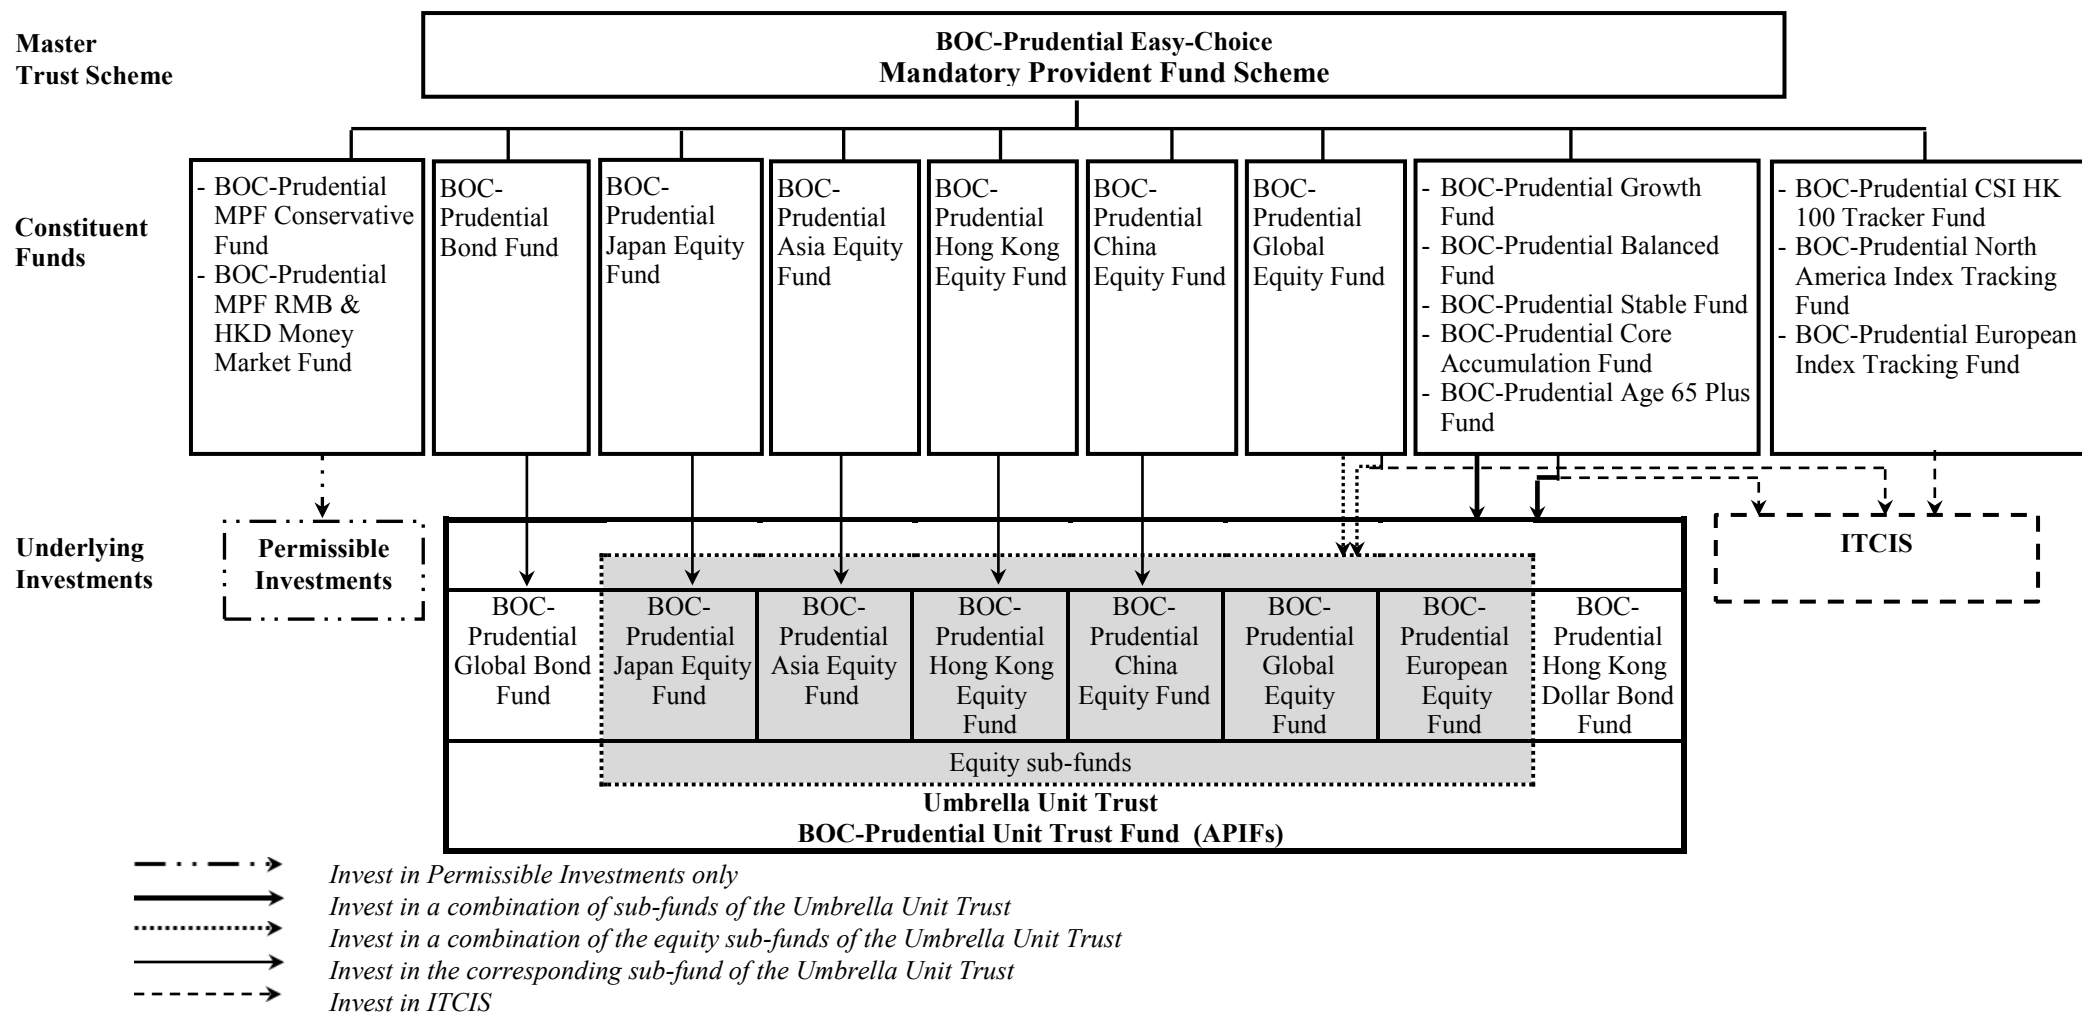 Master
Trust Scheme
BOC-Prudential Easy-Choice
Mandatory Provident Fund Scheme
Constituent
Funds
- BOC-Prudential
MPF Conservative
Fund
- BOC-Prudential
MPF RMB &
HKD Money
Market Fund
BOC-
Prudential
Bond Fund
BOC-
Prudential
Japan Equity
Fund
BOC-
Prudential
Asia Equity
Fund
BOC-
Prudential
Hong Kong
Equity Fund
BOC-
Prudential
China
Equity Fund
BOC-
Prudential
Global
Equity Fund
- BOC-Prudential Growth
Fund
- BOC-Prudential Balanced
Fund
- BOC-Prudential Stable Fund
- BOC-Prudential Core
Accumulation Fund
- BOC-Prudential Age 65 Plus
Fund
- BOC-Prudential CSI HK
100 Tracker Fund
- BOC-Prudential North
America Index Tracking
Fund
- BOC-Prudential European
Index Tracking Fund
Underlying
Investments
Permissible
Investments
ITCIS
BOC-
Prudential
Global Bond
Fund
BOC-
Prudential
Japan Equity
Fund
BOC-
Prudential
Asia Equity
Fund
BOC-
Prudential
Hong Kong
Equity
Fund
BOC-
Prudential
China
Equity Fund
BOC-
Prudential
Global
Equity
Fund
BOC-
Prudential
European
Equity
Fund
BOC-
Prudential
Hong Kong
Dollar Bond
Fund
Equity sub-funds
Umbrella Unit Trust
BOC-Prudential Unit Trust Fund (APIFs)
Invest in Permissible Investments only
Invest in a combination of sub-funds of the Umbrella Unit Trust
Invest in a combination of the equity sub-funds of the Umbrella Unit Trust
Invest in the corresponding sub-fund of the Umbrella Unit Trust
Invest in ITCIS